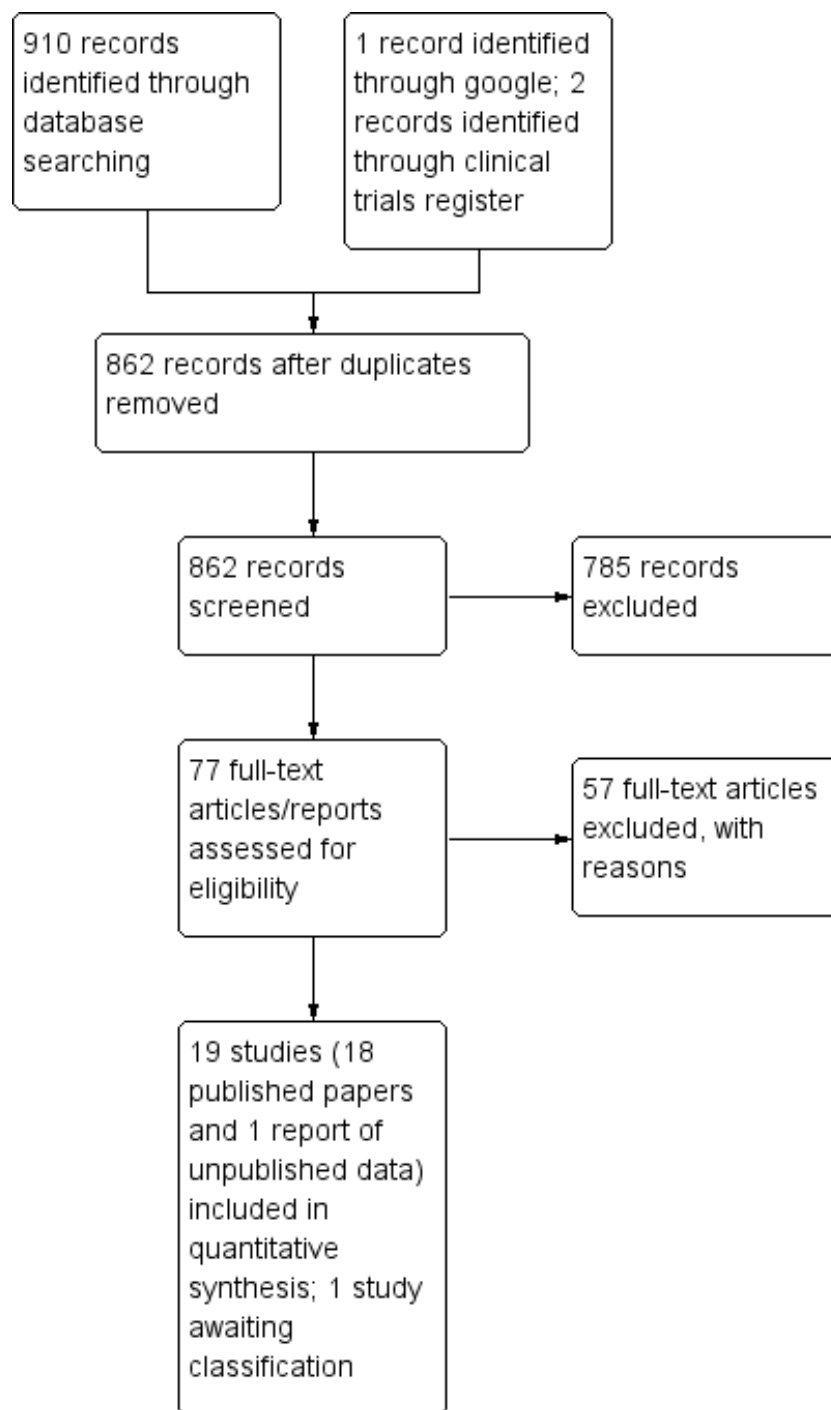 910 records
identified through
database
searching
1 record identified
through google; 2
records identified
through clinical
trials register
862 records after duplicates
removed
862 records
screened
785 records
excluded
77 full-text
articles/reports
assessed for
eligibility
57 full-text articles
excluded, with
reasons
19 studies (18
published papers
and 1 report of
unpublished data)
included in
quantitative
synthesis; 1 study
awaiting
classification